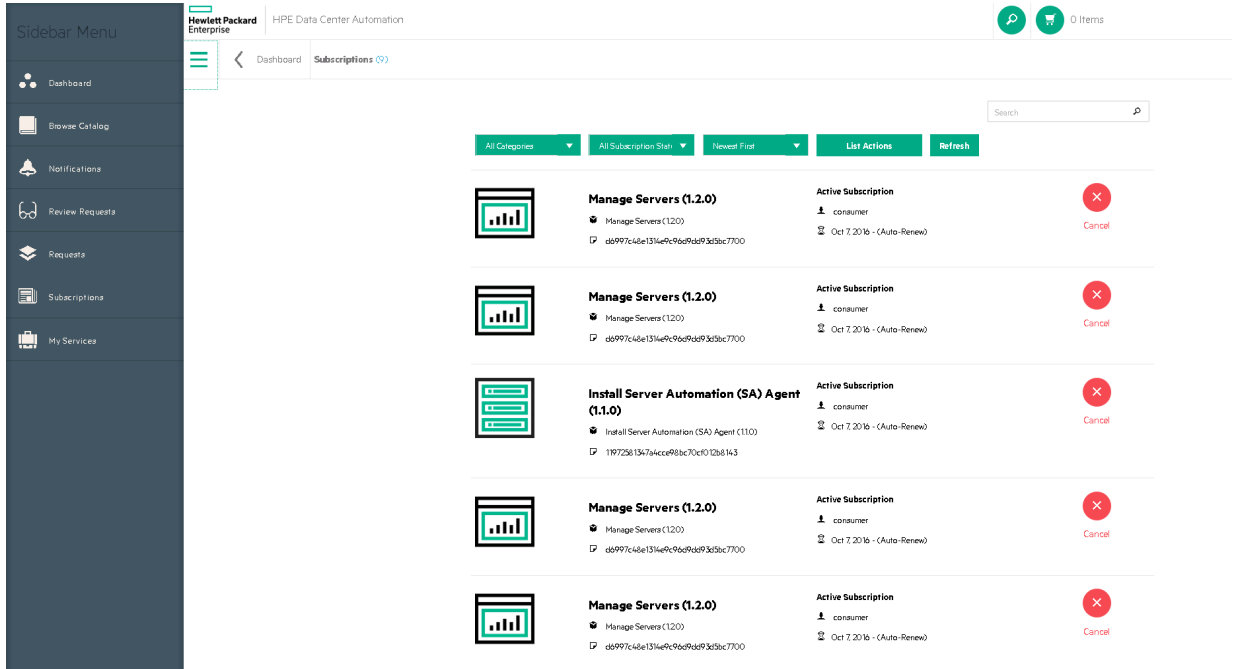 Sidebar Menu
Dashboard
Browse Catalog
Notifications
Review Requests
Requests
Subscriptions
My Services
Hewlett Packard
Enterprise
HPE Data Center Automation
0 Items
Dashboard
Subscriptions (9)
Search
All Categories
All Subscription Stat
Newest First
List Actions
Refresh
Manage Servers (1.2.0)
Manage Servers (1.2.0)
d6997c48e1314e9c96d9dd93d5bc7700
Active Subscription
consumer
Oct 7, 2016 - (Auto-Renew)
Cancel
Manage Servers (1.2.0)
Manage Servers (1.2.0)
d6997c48e1314e9c96d9dd93d5bc7700
Active Subscription
consumer
Oct 7, 2016 - (Auto-Renew)
Cancel
Install Server Automation (SA) Agent
(1.1.0)
Install Server Automation (SA) Agent (1.1.0)
11972581347a4cce98bc70cf012b8143
Active Subscription
consumer
Oct 7, 2016 - (Auto-Renew)
Cancel
Manage Servers (1.2.0)
Manage Servers (1.2.0)
d6997c48e1314e9c96d9dd93d5bc7700
Active Subscription
consumer
Oct 7, 2016 - (Auto-Renew)
Cancel
Manage Servers (1.2.0)
Manage Servers (1.2.0)
d6997c48e1314e9c96d9dd93d5bc7700
Active Subscription
consumer
Oct 7, 2016 - (Auto-Renew)
Cancel